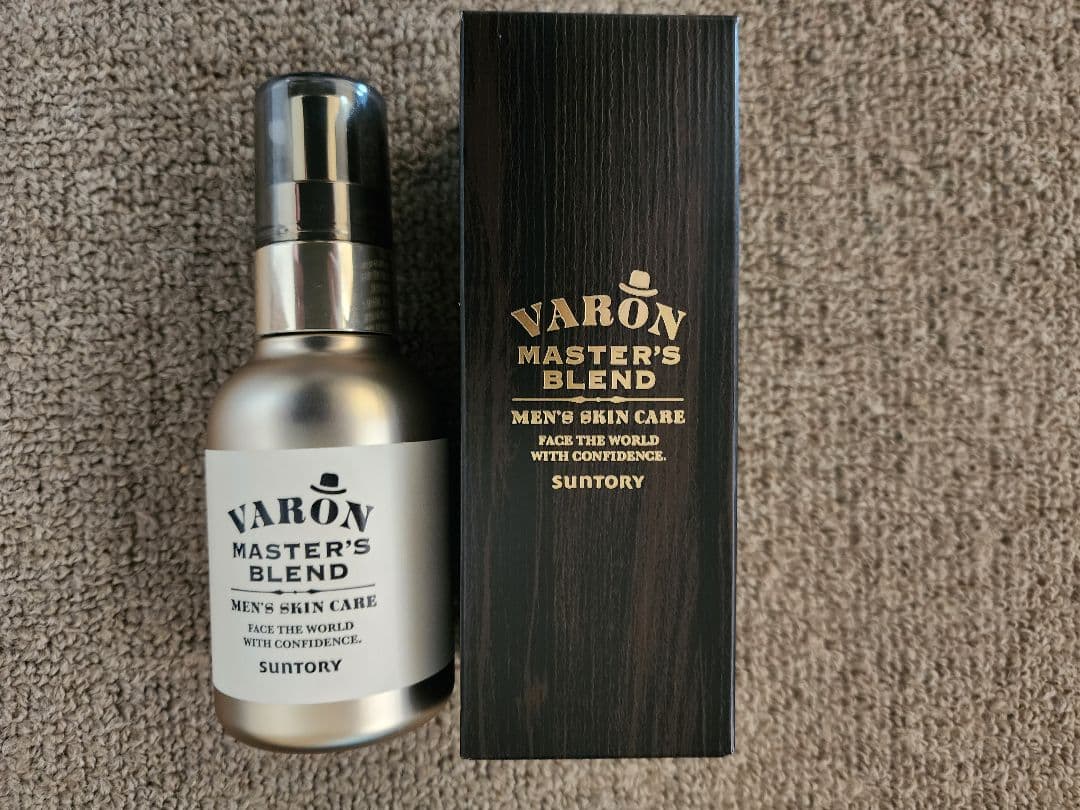 VARON
MASTER'S
BLEND
MEN'S SKIN CARE
FACE THE WORLD
WITH CONFIDENCE.
SUNTORY
VARON
MASTER'S
BLEND
MEN'S SKIN CARE
FACE THE WORLD
WITH CONFIDENCE.
SUNTORY